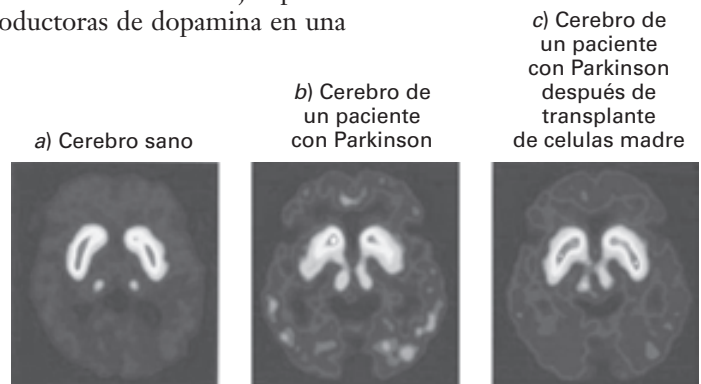 oductoras de dopamina en una
a) Cerebro sano
b) Cerebro de
un paciente
con Parkinson
c) Cerebro de
un paciente
con Parkinson
después de
transplante
de celulas madre